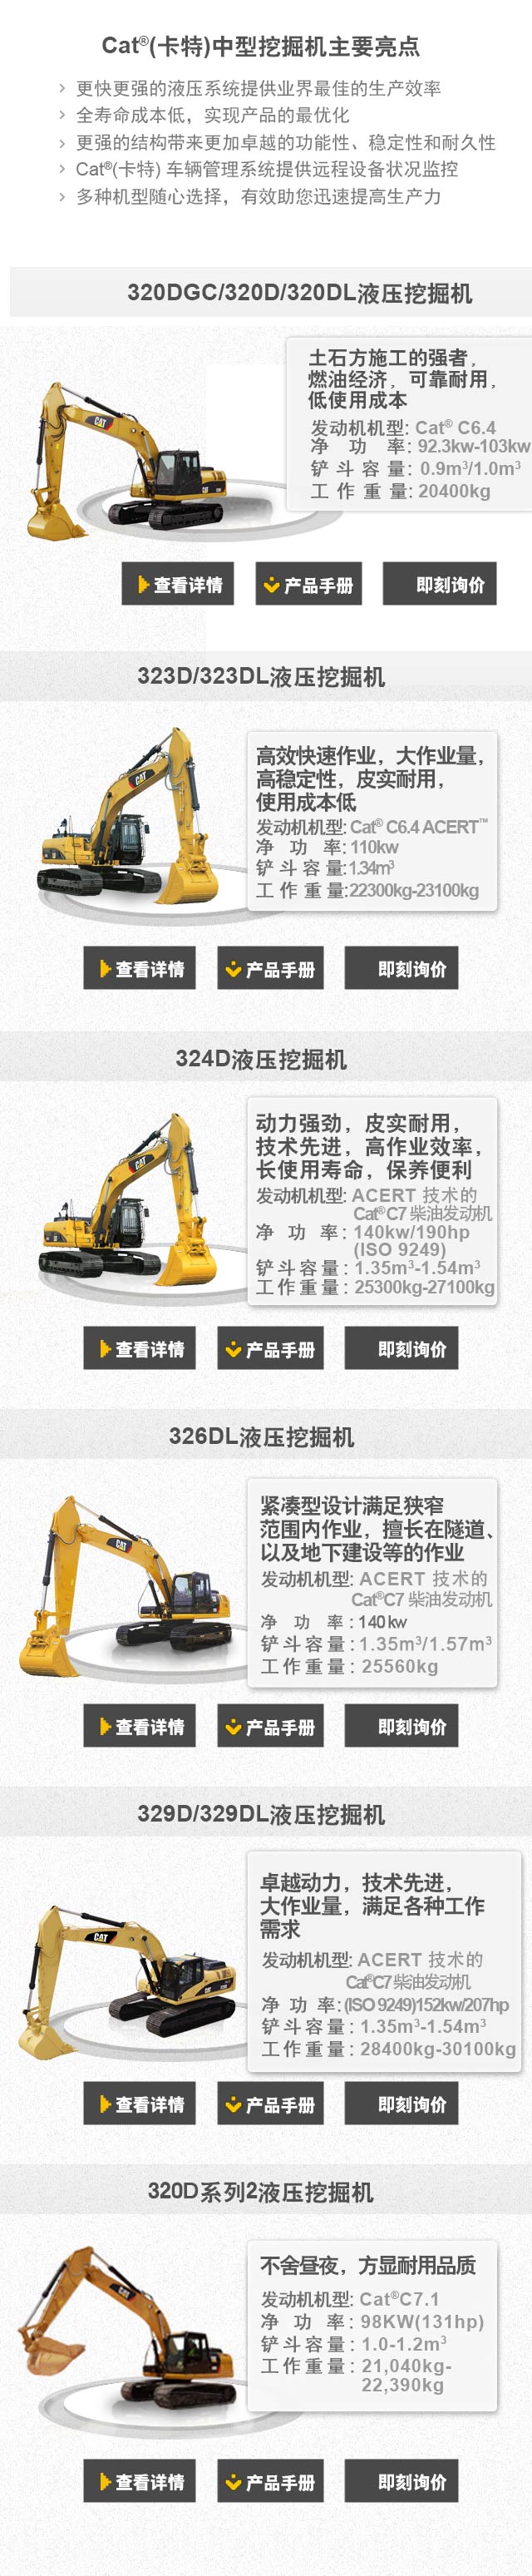 Cat®(卡特)中型挖掘机主要亮点
› 更快更强的液压系统提供业界最佳的生产效率
› 全寿命成本低，实现产品的最优化
› 更强的结构带来更加卓越的功能性、稳定性和耐久性
› Cat®(卡特) 车辆管理系统提供远程设备状况监控
› 多种机型随心选择，有效助您迅速提高生产力
320DGC/320D/320DL液压挖掘机
土石方施工的强者，
燃油经济，可靠耐用，
低使用成本
发动机机型: Cat® C6.4
净 功 率: 92.3kw-103kw
铲斗容量: 0.9m³/1.0m³
工作重量: 20400kg
CAT
查看详情 产品手册 即刻询价
323D/323DL液压挖掘机
高效快速作业，大作业量，
高稳定性，皮实耐用，
使用成本低
发动机机型: Cat® C6.4 ACERT™
净 功 率: 110kw
铲斗容量: 1.34m³
工作重量: 22300kg-23100kg
CAT
查看详情 产品手册 即刻询价
324D液压挖掘机
动力强劲，皮实耐用，
技术先进，高作业效率，
长使用寿命，保养便利
发动机机型: ACERT 技术的
Cat®C7 柴油发动机
净 功 率: 140kw/190hp
(ISO 9249)
铲斗容量: 1.35m³-1.54m³
工作重量: 25300kg-27100kg
CAT
查看详情 产品手册 即刻询价
326DL液压挖掘机
紧凑型设计满足狭窄
范围内作业，擅长在隧道、
以及地下建设等的作业
发动机机型: ACERT 技术的
Cat®C7 柴油发动机
净 功 率: 140kw
铲斗容量: 1.35m³/1.57m³
工作重量: 25560kg
CAT
查看详情 产品手册 即刻询价
329D/329DL液压挖掘机
卓越动力，技术先进，
大作业量，满足各种工作
需求
发动机机型: ACERT 技术的
Cat®C7 柴油发动机
净 功 率: (ISO 9249)152kw/207hp
铲斗容量: 1.35m³-1.54m³
工作重量: 28400kg-30100kg
CAT
查看详情 产品手册 即刻询价
320D系列2液压挖掘机
不舍昼夜，方显耐用品质
发动机机型: Cat®C7.1
净 功 率: 98KW(131hp)
铲斗容量: 1.0-1.2m³
工作重量: 21,040kg-
22,390kg
CAT
查看详情 产品手册 即刻询价